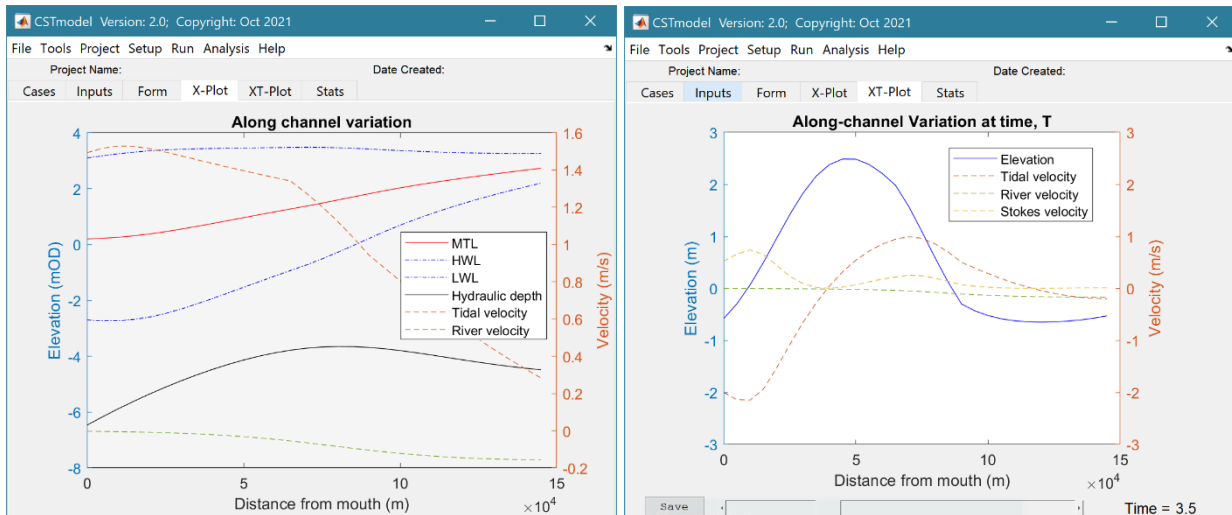 CSTmodel Version: 2.0; Copyright: Oct 2021
File Tools Project Setup Run Analysis Help
Project Name: Date Created:
Cases Inputs Form X-Plot XT-Plot Stats
Along channel variation
4
2
0
-2
-4
-6
-8
Elevation (mOD)
1.6
1.4
1.2
1
0.8
0.6
0.4
0.2
0
-0.2
Velocity (m/s)
MTL
HWL
LWL
Hydraulic depth
Tidal velocity
River velocity
0 5 10 15
Distance from mouth (m)
×10⁴
CSTmodel Version: 2.0; Copyright: Oct 2021
File Tools Project Setup Run Analysis Help
Project Name: Date Created:
Cases Inputs Form X-Plot XT-Plot Stats
Along-channel Variation at time, T
3
2
1
0
-1
-2
-3
Elevation (m)
3
2
1
0
-1
-2
-3
Velocity (m/s)
Elevation
Tidal velocity
River velocity
Stokes velocity
0 5 10 15
Distance from mouth (m)
×10⁴
Save
Time = 3.5